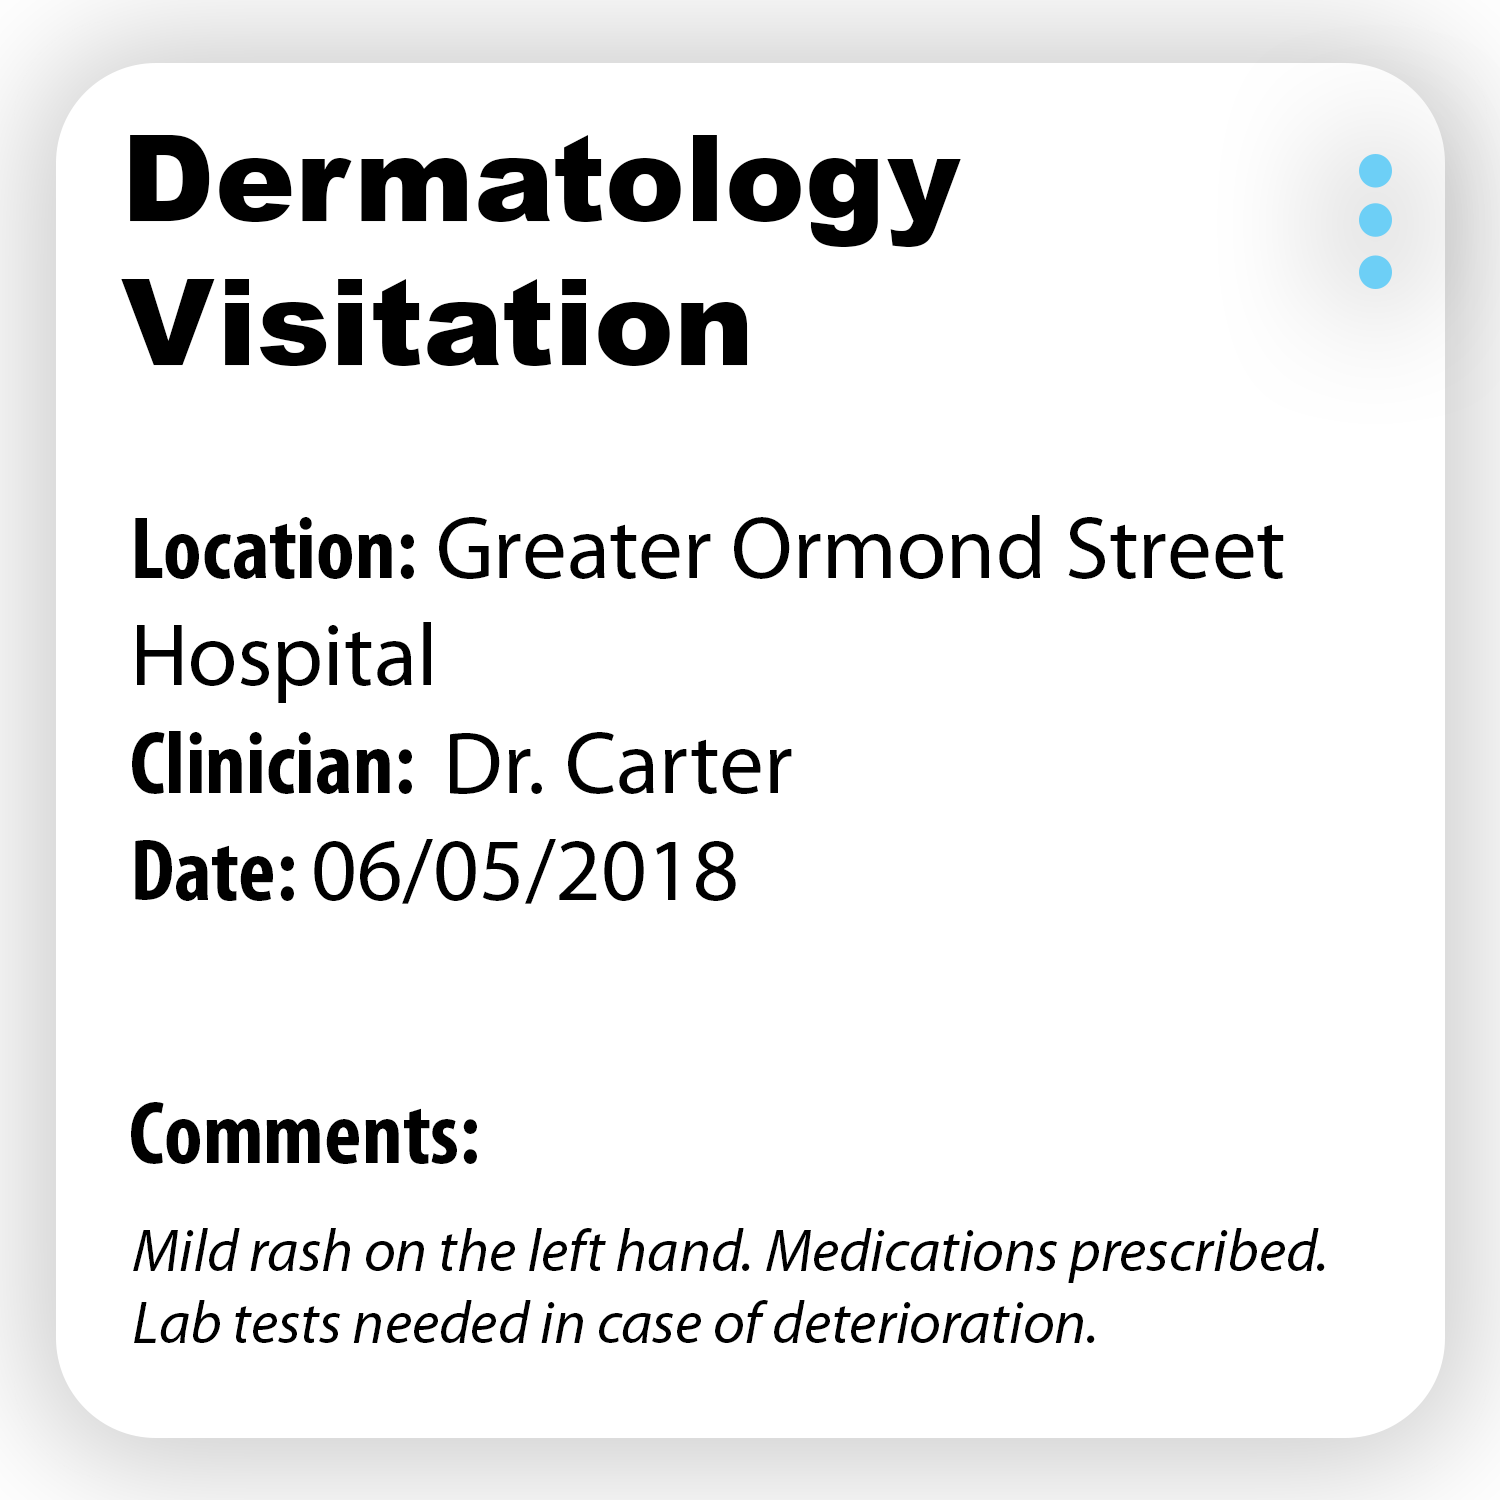 Dermatology
Visitation
Location: Greater Ormond Street
Hospital
Clinician: Dr. Carter
Date: 06/05/2018
Comments:
Mild rash on the left hand. Medications prescribed.
Lab tests needed in case of deterioration.